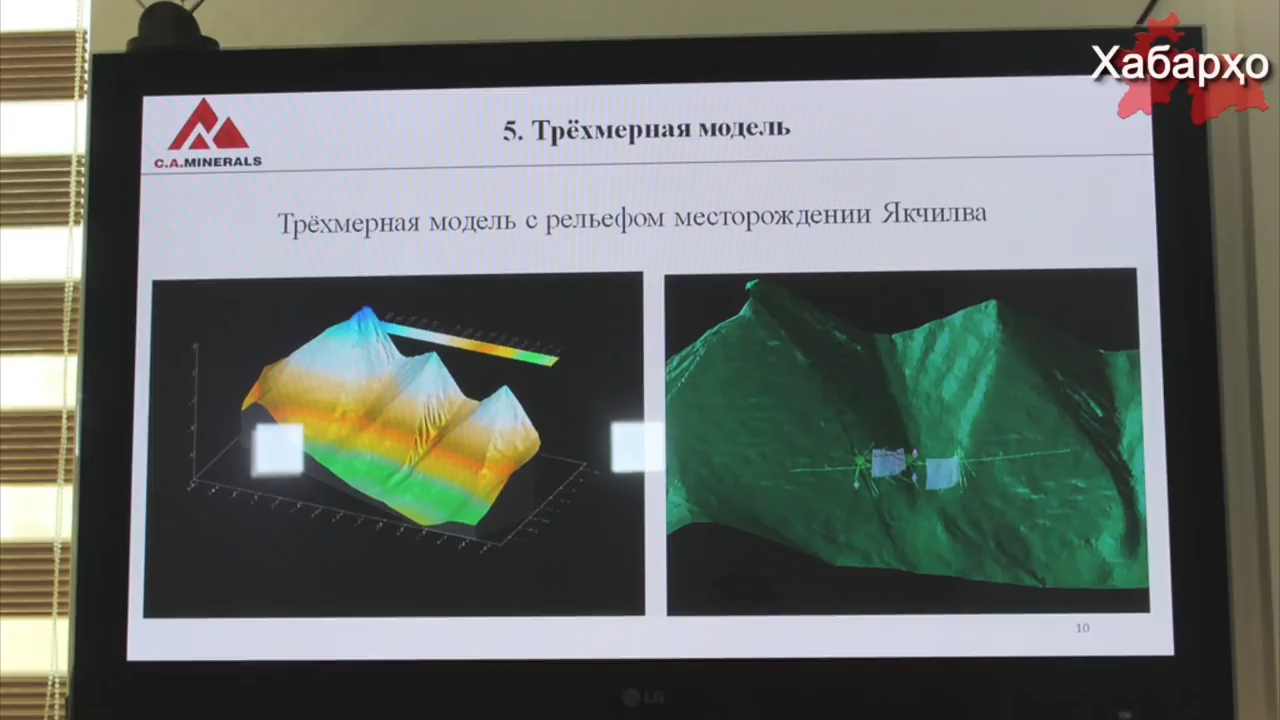 Хабарҳо
C.A.MINERALS
5. Трёхмерная модель
Трёхмерная модель с рельефом месторождении Якчилва
10
LG